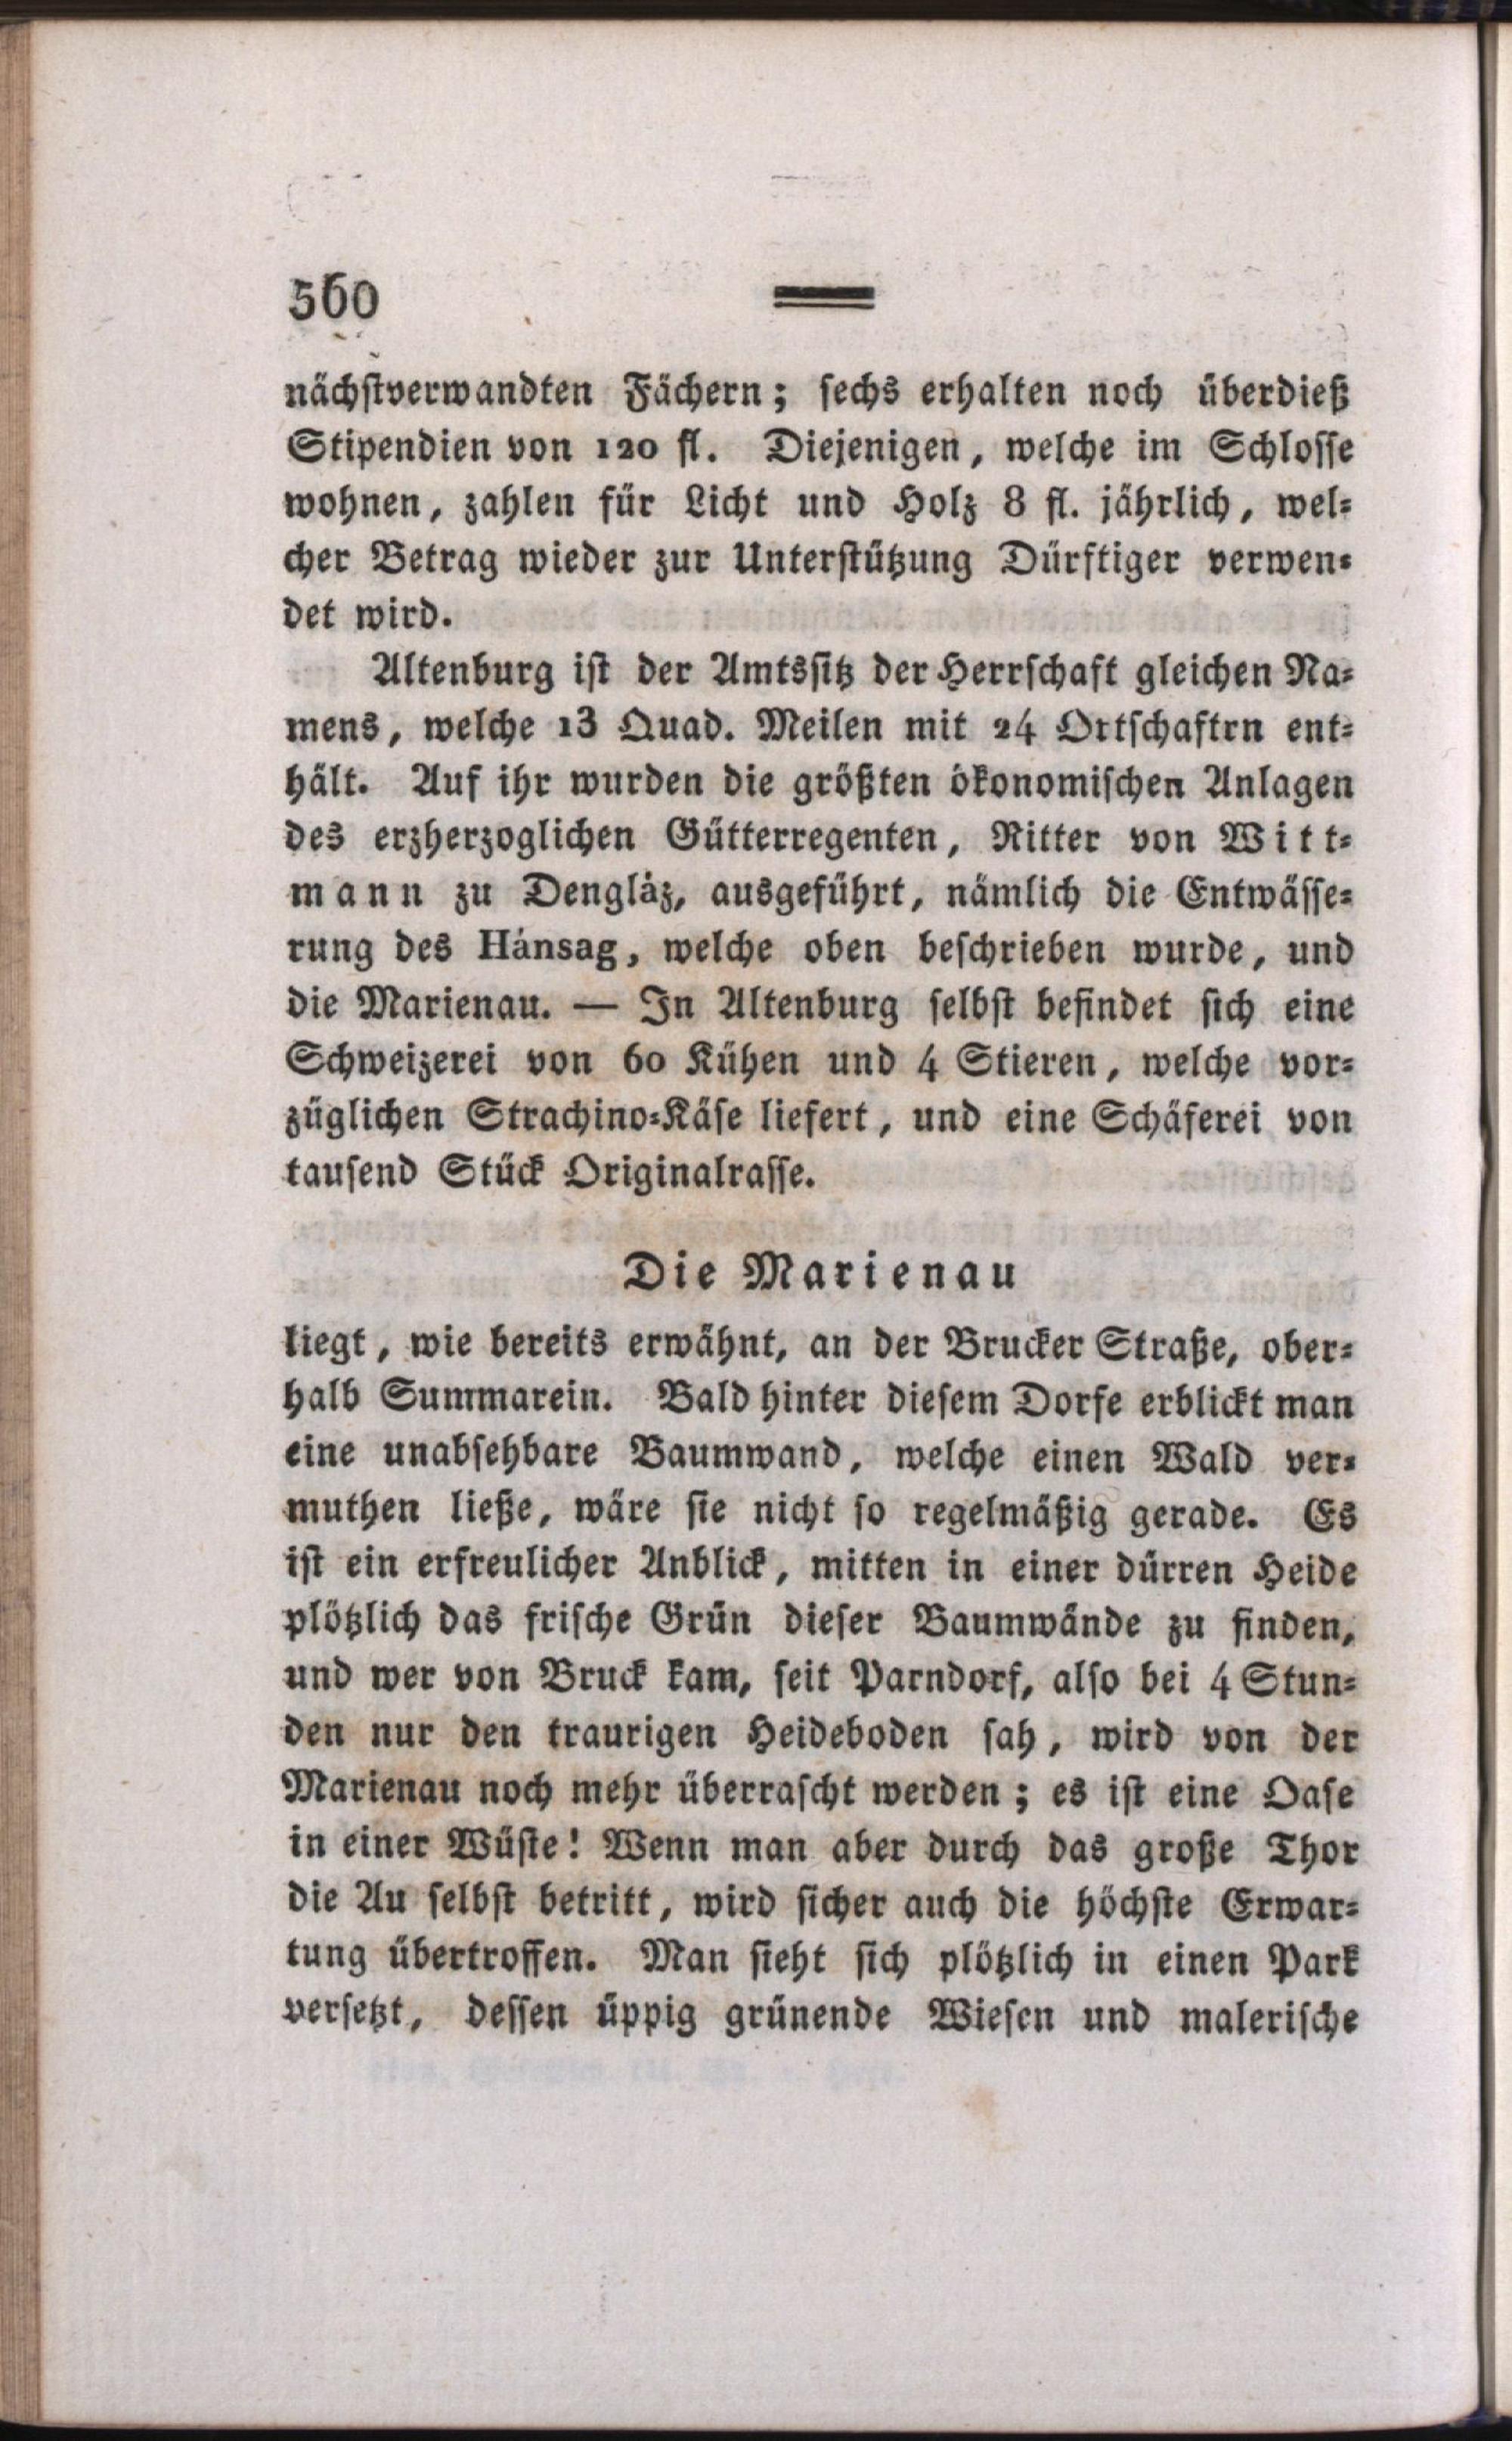 560
nächstverwandten Fächern; sechs erhalten noch überdieß
Stipendien von 120 fl. Diejenigen, welche im Schlosse
wohnen, zahlen für Licht und Holz 8 fl. jährlich, wel-
cher Betrag wieder zur Unterstützung Dürftiger verwen-
det wird.
Altenburg ist der Amtssitz der Herrschaft gleichen Na-
mens, welche 13 Quad. Meilen mit 24 Ortschaftrn ent-
hält. Auf ihr wurden die größten ökonomischen Anlagen
des erzherzoglichen Gütterregenten, Ritter von Witt-
mann zu Dengláz, ausgeführt, nämlich die Entwässe-
rung des Hánsag, welche oben beschrieben wurde, und
die Marienau. — In Altenburg selbst befindet sich eine
Schweizerei von 60 Kühen und 4 Stieren, welche vor-
züglichen Strachino-Käse liefert, und eine Schäferei von
tausend Stück Originalrasse.
Die Marienau
liegt, wie bereits erwähnt, an der Brucker Straße, ober-
halb Summarein. Bald hinter diesem Dorfe erblickt man
eine unabsehbare Baumwand, welche einen Wald ver-
muthen ließe, wäre sie nicht so regelmäßig gerade. Es
ist ein erfreulicher Anblick, mitten in einer dürren Heide
plötzlich das frische Grün dieser Baumwände zu finden,
und wer von Bruck kam, seit Parndorf, also bei 4 Stun-
den nur den traurigen Heideboden sah, wird von der
Marienau noch mehr überrascht werden; es ist eine Oase
in einer Wüste! Wenn man aber durch das große Thor
die Au selbst betritt, wird sicher auch die höchste Erwar-
tung übertroffen. Man sieht sich plötzlich in einen Park
versetzt, dessen üppig grünende Wiesen und malerische